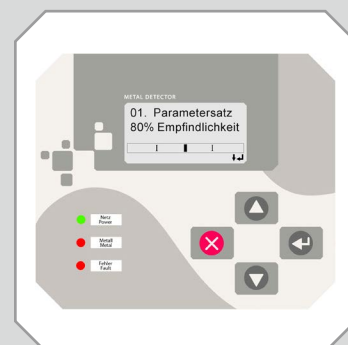 METAL DETECTOR
01. Parametersatz
80% Empfindlichkeit
Netz
Power
Metall
Metal
Fehler
Fault